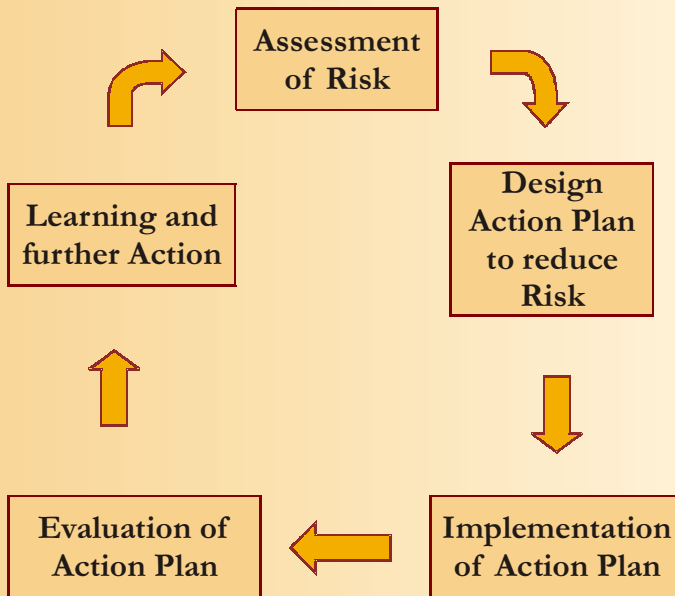 Assessment
of Risk
Design
Action Plan
to reduce
Risk
Implementation
of Action Plan
Evaluation of
Action Plan
Learning and
further Action